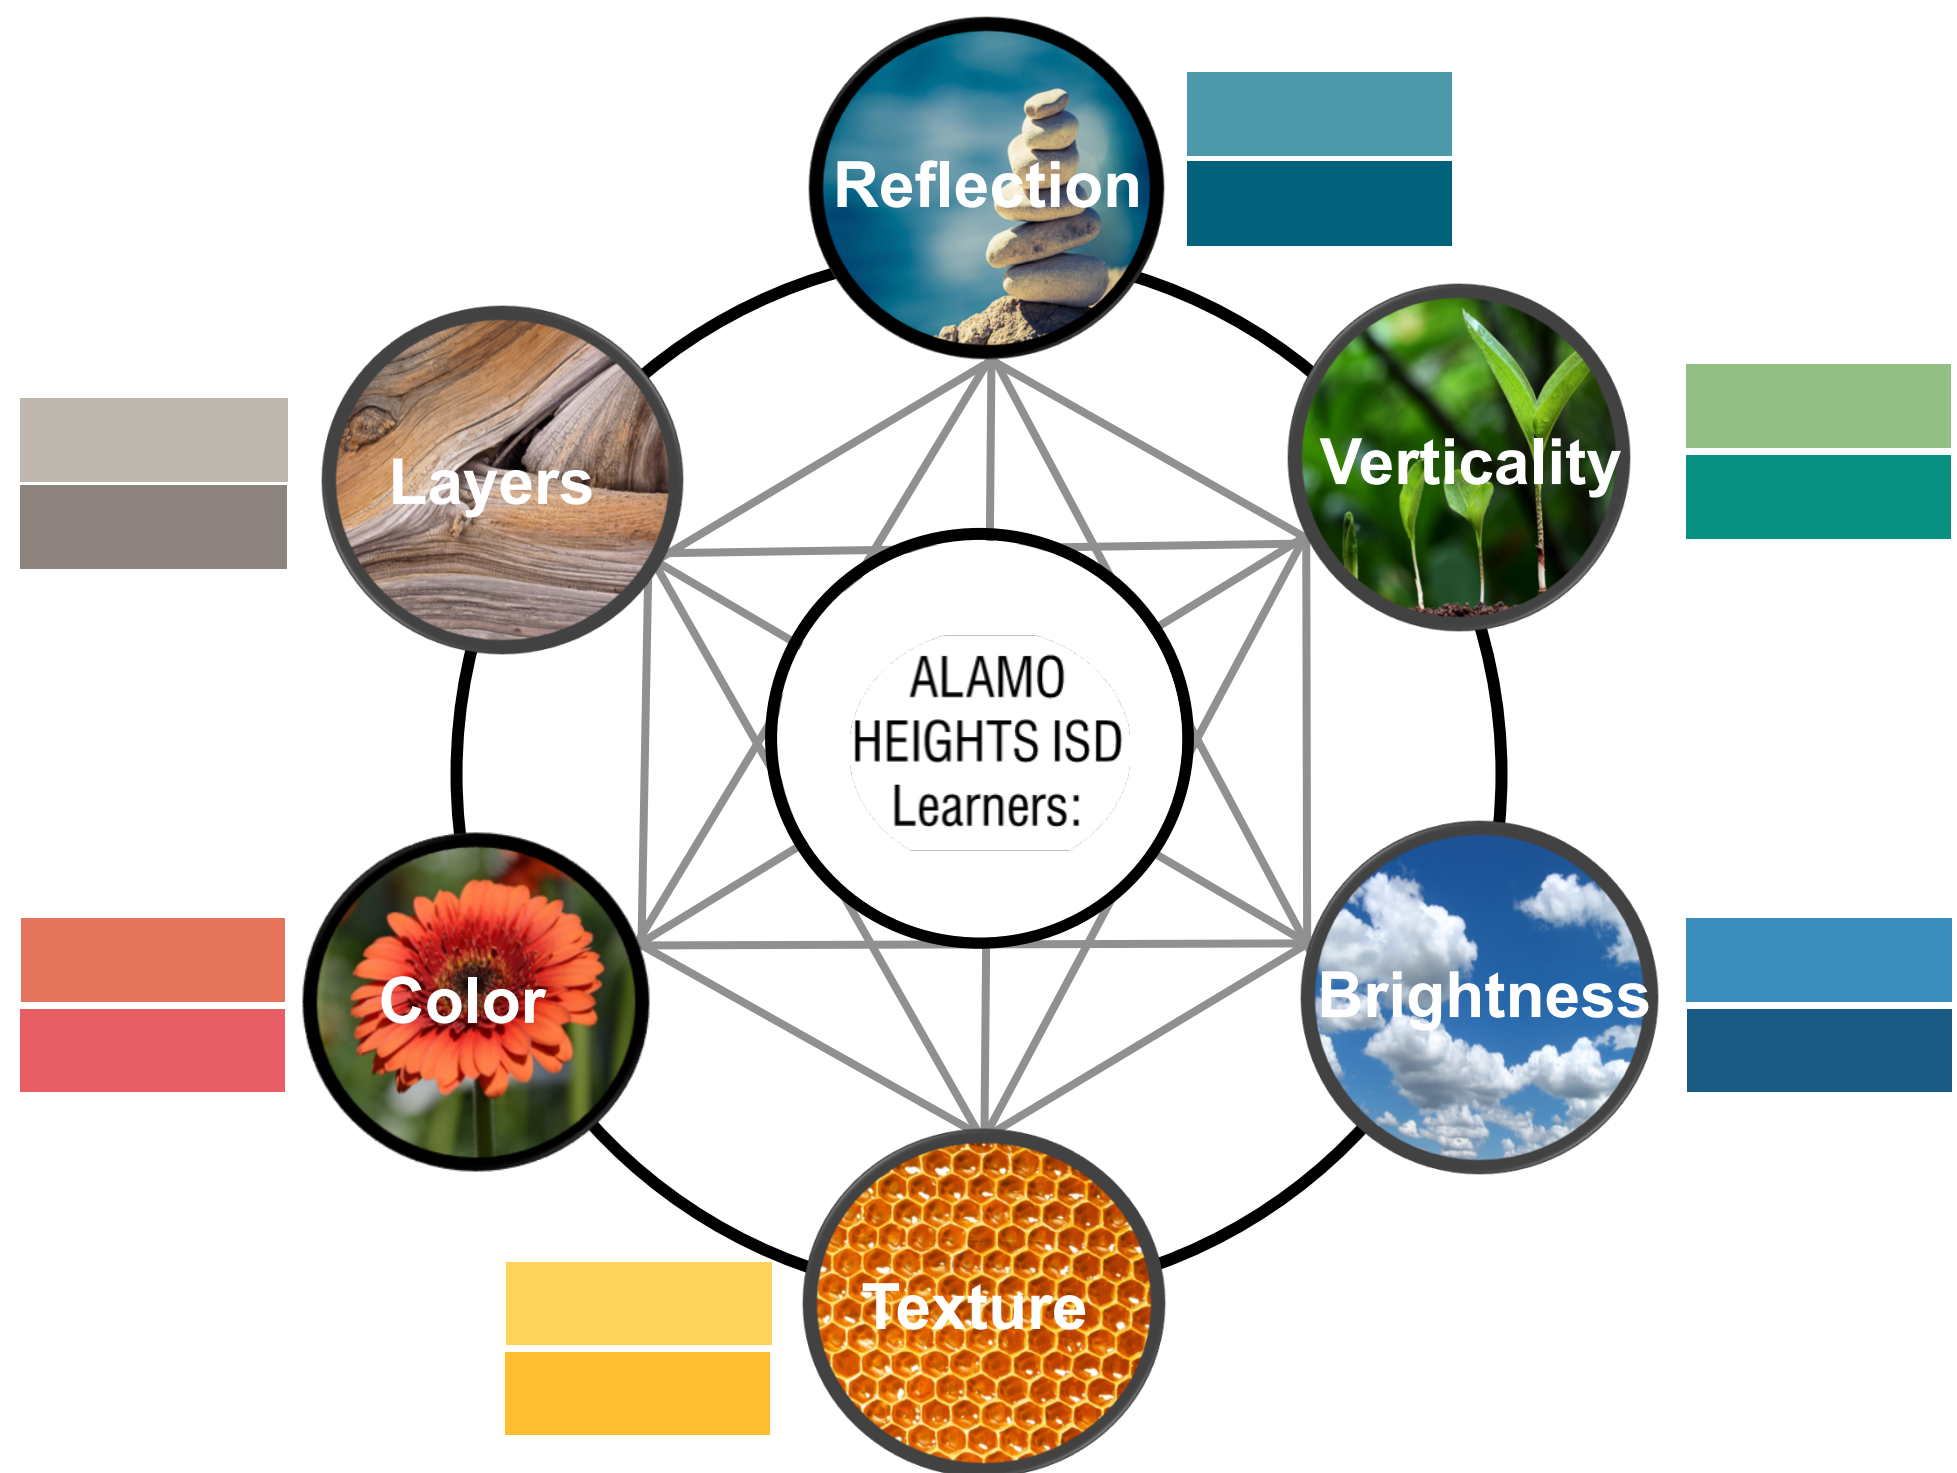 Reflection
Verticality
Layers
ALAMO
HEIGHTS ISD
Learners:
Color
Brightness
Texture